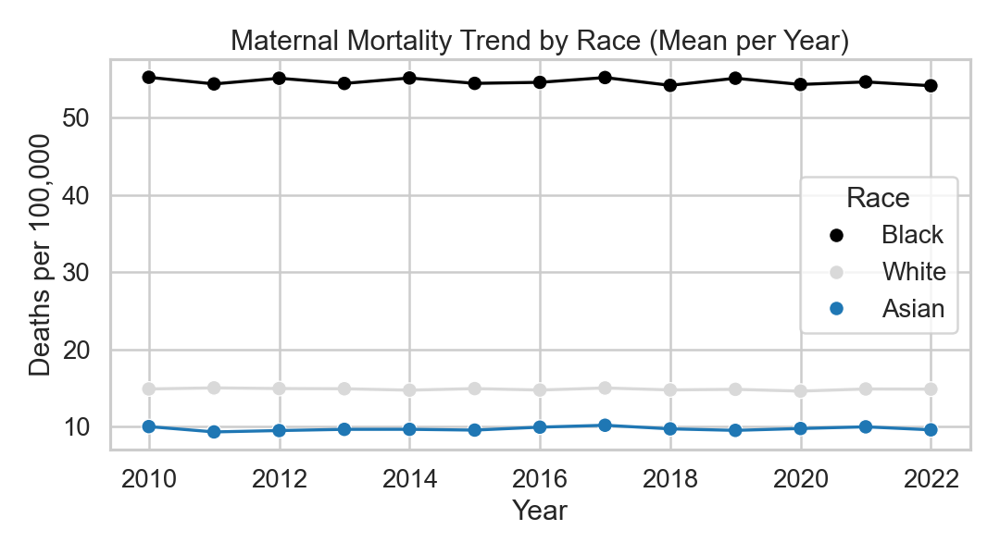 Maternal Mortality Trend by Race (Mean per Year)
Deaths per 100,000
50
40
30
20
10
Race
Black
White
Asian
2010 2012 2014 2016 2018 2020 2022
Year